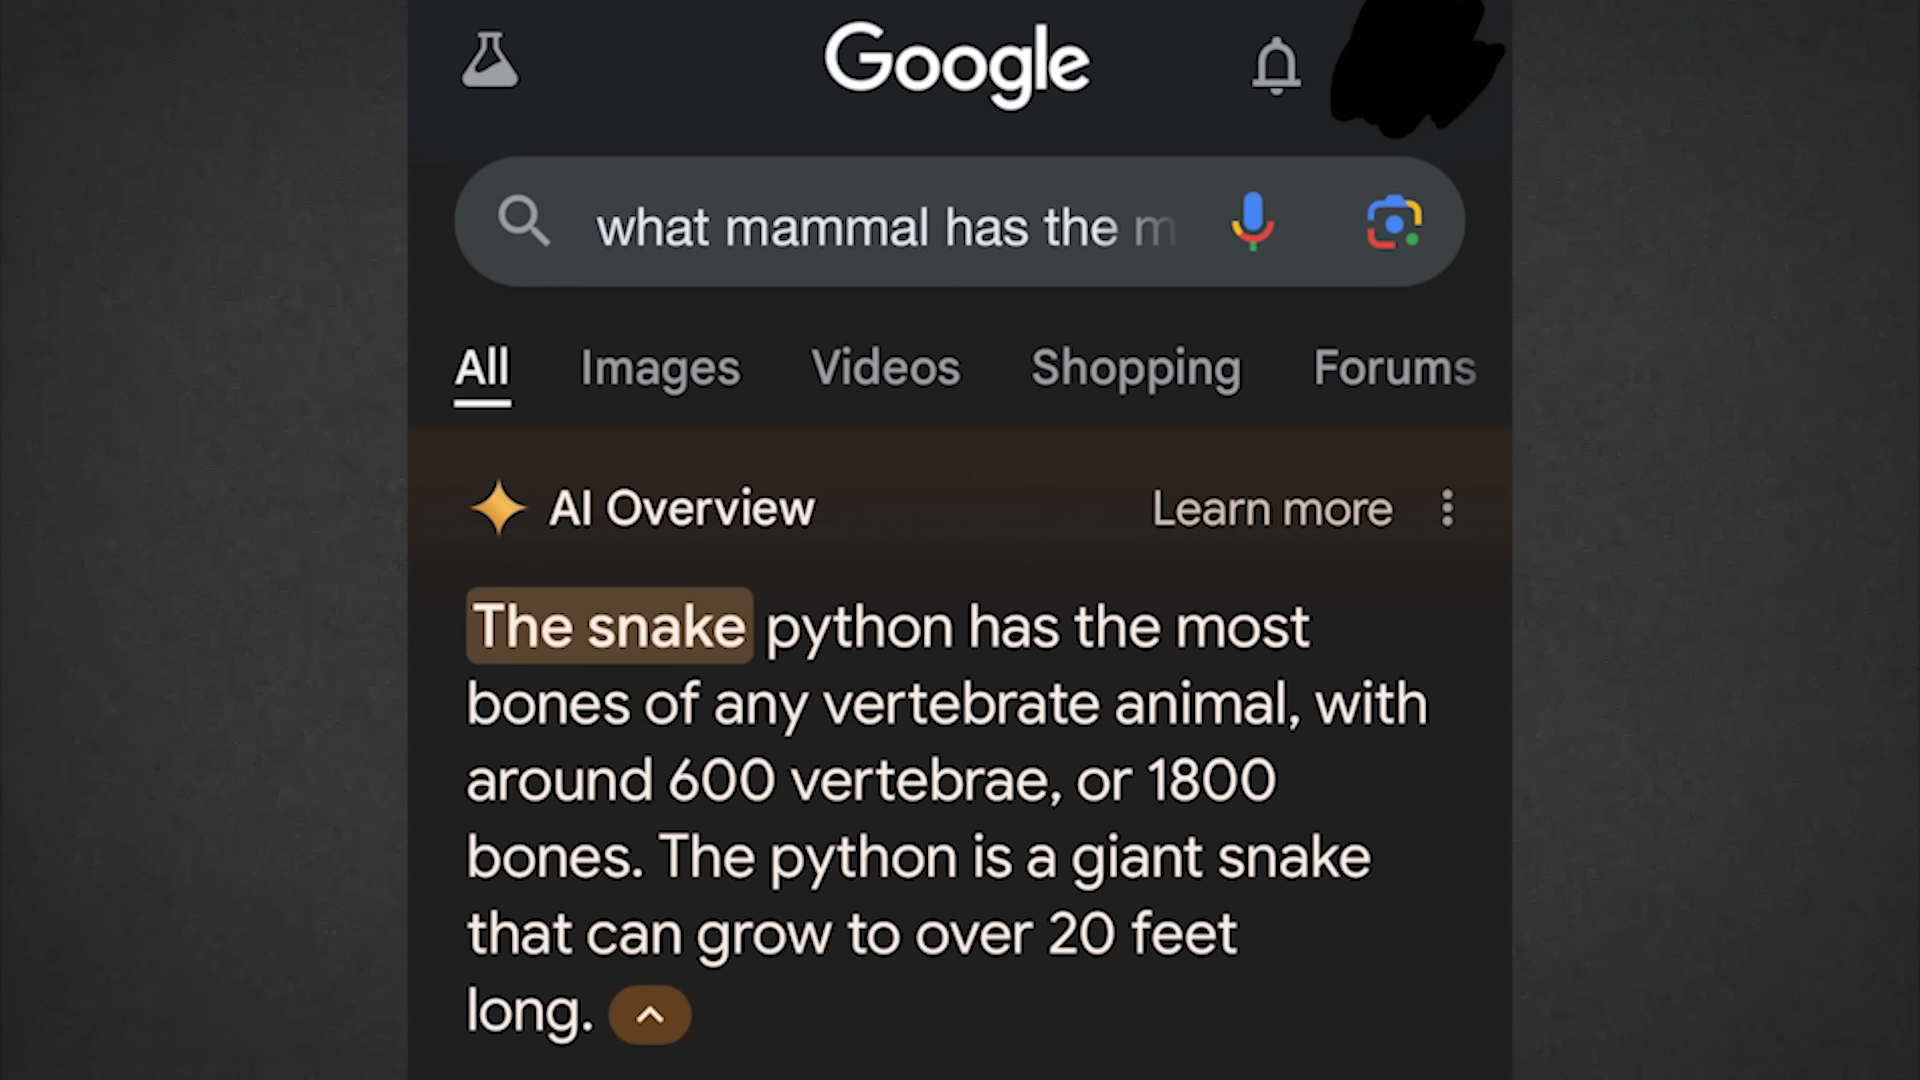 Google
what mammal has the m
All Images Videos Shopping Forums
AI Overview Learn more
The snake python has the most
bones of any vertebrate animal, with
around 600 vertebrae, or 1800
bones. The python is a giant snake
that can grow to over 20 feet
long.